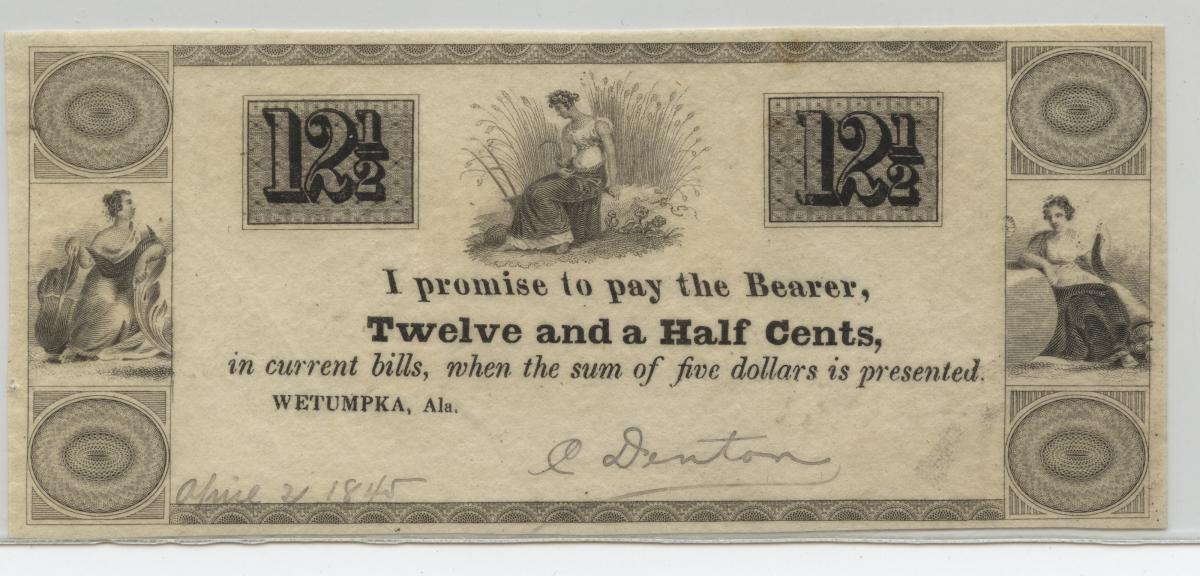 12½ 12½
I promise to pay the Bearer,
Twelve and a Half Cents,
in current bills, when the sum of five dollars is presented.
WETUMPKA, Ala.
C Denton
April 21 1845